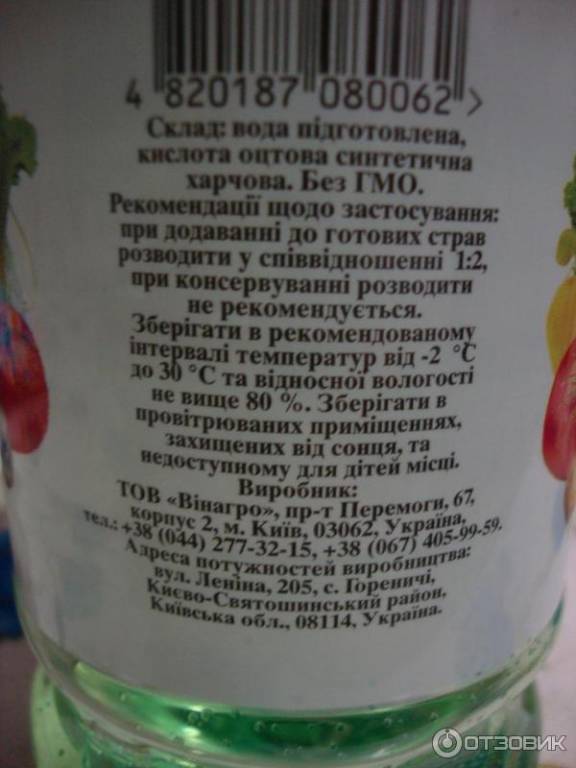 4 820187 080062 >
Склад: вода підготовлена,
кислота оцтова синтетична
харчова. Без ГМО.
Рекомендації щодо застосування:
при додаванні до готових страв
розводити у співвідношенні 1:2,
при консервуванні розводити
не рекомендується.
Зберігати в рекомендованому
інтервалі температур від -2 °C
до 30 °C та відносної вологості
не вище 80 %. Зберігати в
провітрюваних приміщеннях,
захищених від сонця, та
недоступному для дітей місці.
Виробник:
ТОВ «Вінагро», пр-т Перемоги, 67,
корпус 2, м. Київ, 03062, Україна,
тел.: +38 (044) 277-32-15, +38 (067) 405-99-59.
Адреса потужностей виробництва:
вул. Леніна, 205, с. Гореничі,
Києво-Святошинський район,
Київська обл., 08114, Україна.
ОТЗОВИК